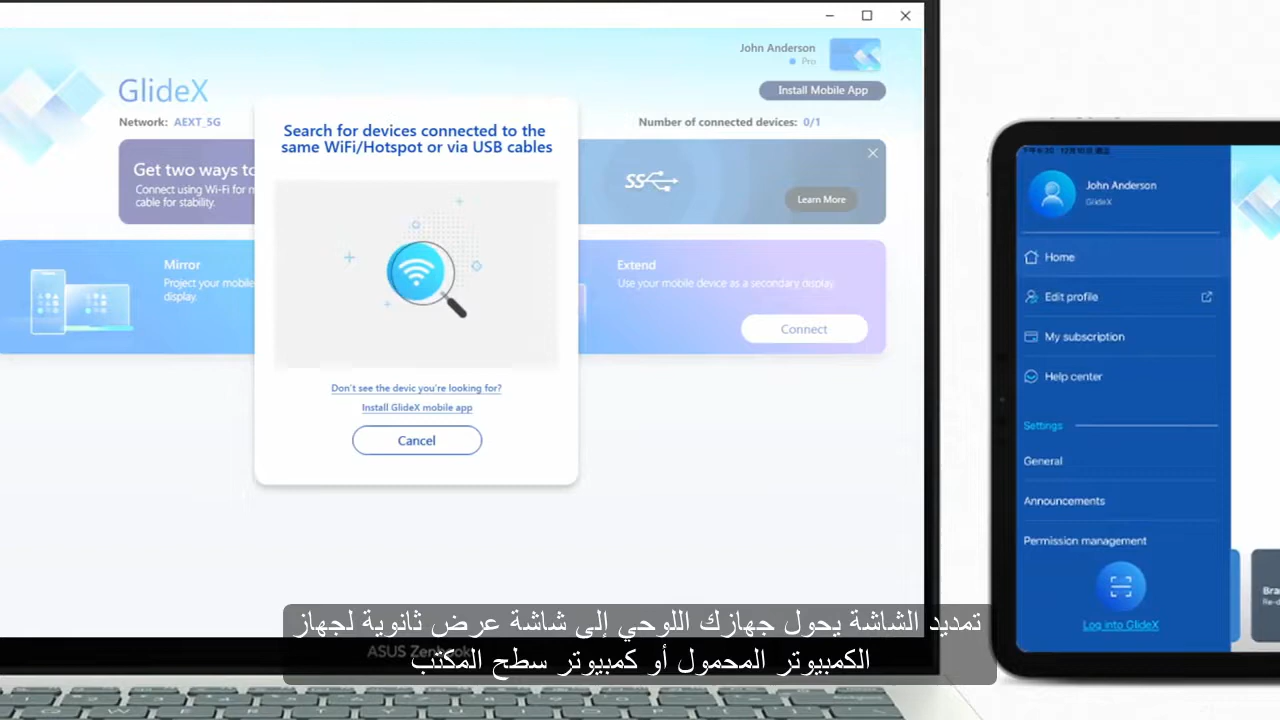 John Anderson
Pro
Install Mobile App
GlideX
Network: AEXT_5G
Number of connected devices: 0/1
Get two ways to
Connect using Wi-Fi for
cable for stability.
Learn More
Mirror
Project your mobile
display.
Extend
Use your mobile device as a secondary display.
Connect
Search for devices connected to the
same WiFi/Hotspot or via USB cables
Don't see the devic you're looking for?
Install GlideX mobile app
Cancel
John Anderson
GlideX
Home
Edit profile
My subscription
Help center
Settings
General
Announcements
Permission management
Log into GlideX
ASUS Zenbook
تمديد الشاشة يحول جهازك اللوحي إلى شاشة عرض ثانوية لجهاز
الكمبيوتر المحمول أو كمبيوتر سطح المكتب